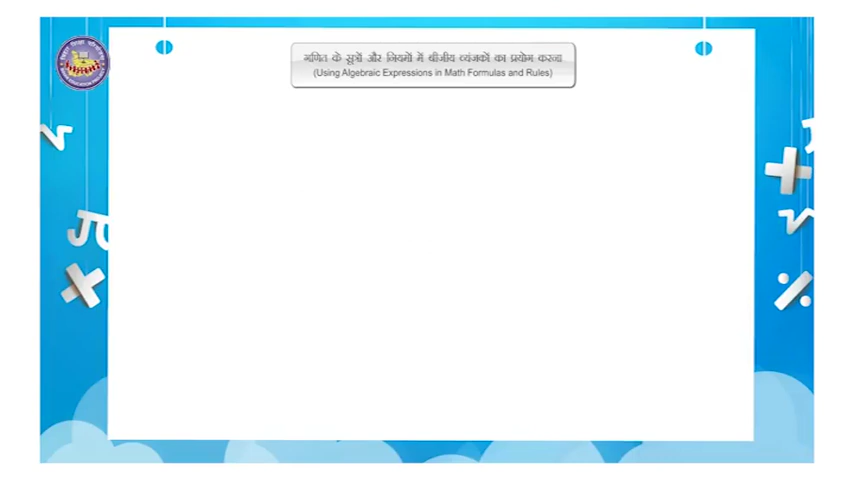 गणित के सूत्रों और नियमों में बीजीय व्यंजकों का प्रयोग करना
(Using Algebraic Expressions in Math Formulas and Rules)